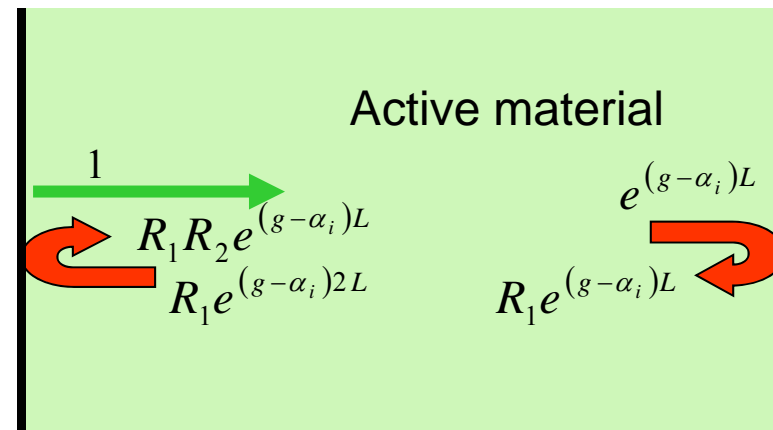 Active material
1
e^{(g-α_i)L}
R_1R_2e^{(g-α_i)L}
R_1e^{(g-α_i)2L}
R_1e^{(g-α_i)L}